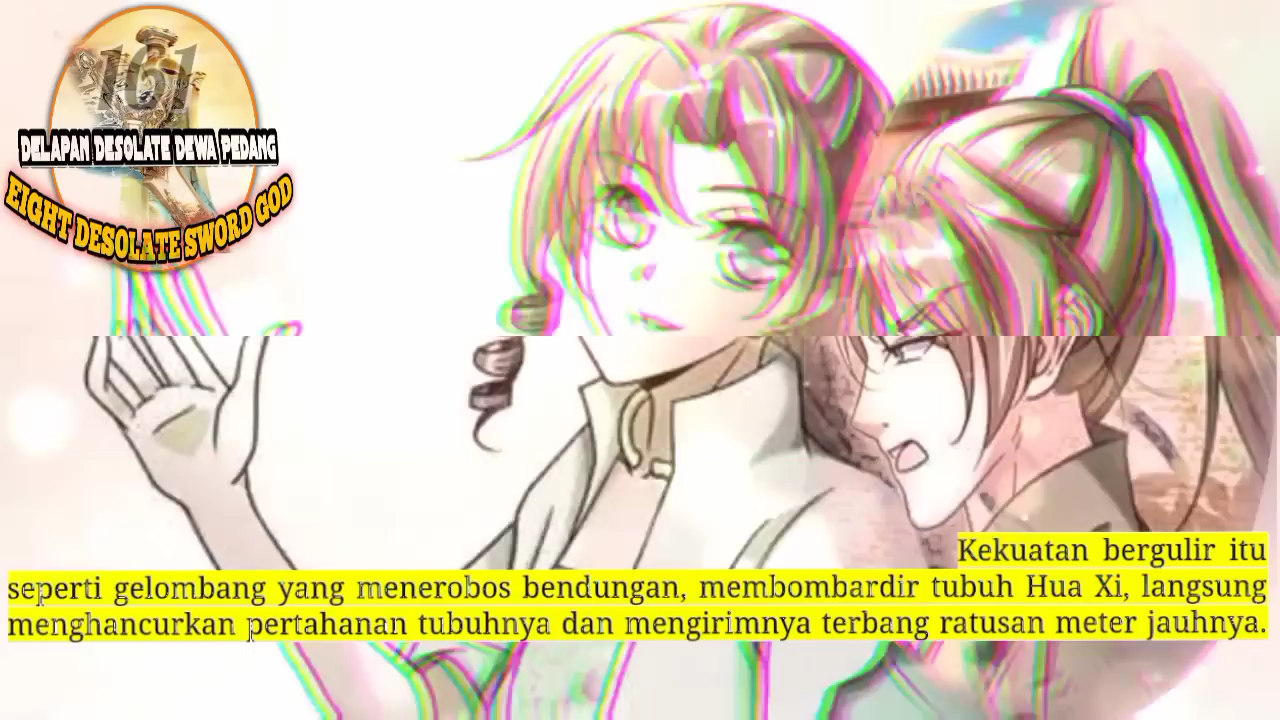 161
DELAPAN DESOLATE DEWA PEDANG
EIGHT DESOLATE SWORD GOD
Kekuatan bergulir itu
seperti gelombang yang menerobos bendungan, membombardir tubuh Hua Xi, langsung
menghancurkan pertahanan tubuhnya dan mengirimnya terbang ratusan meter jauhnya.